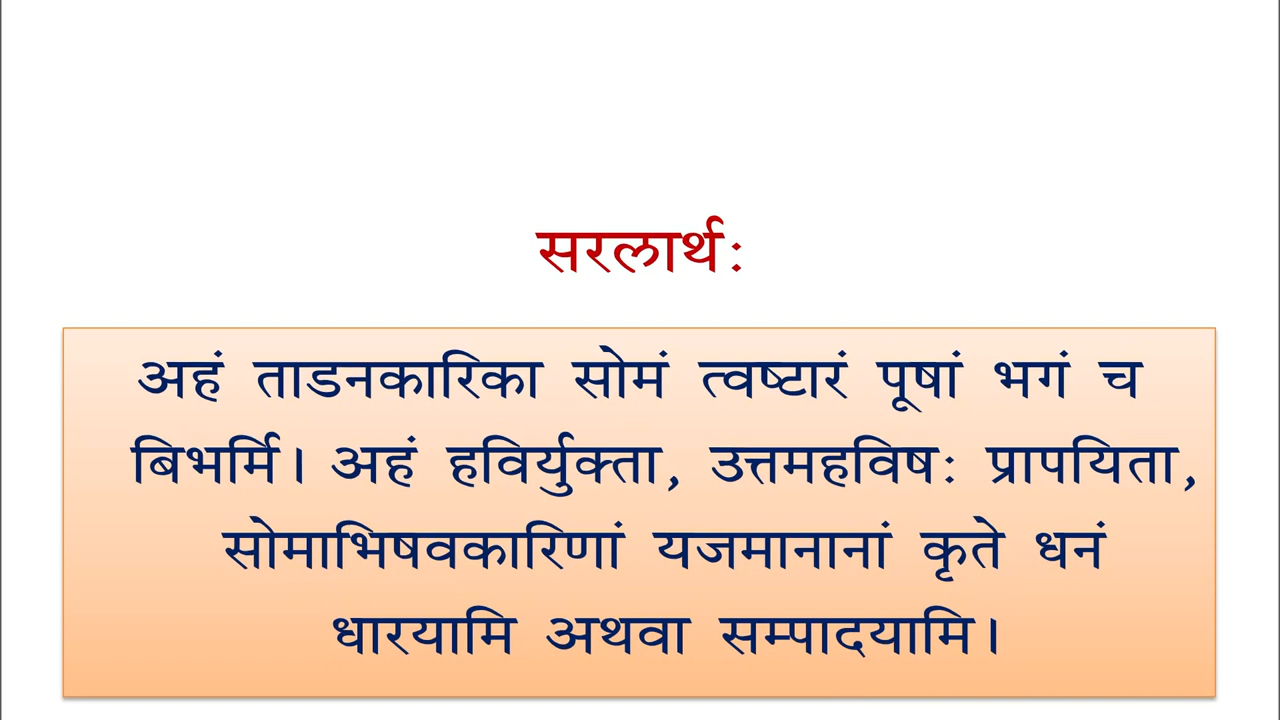 सरलार्थः
अहं ताडनकारिका सोमं त्वष्टारं पूषां भगं च
बिभर्मि। अहं हविर्युक्ता, उत्तमहविषः प्रापयिता,
सोमाभिषवकारिणां यजमानानां कृते धनं
धारयामि अथवा सम्पादयामि।